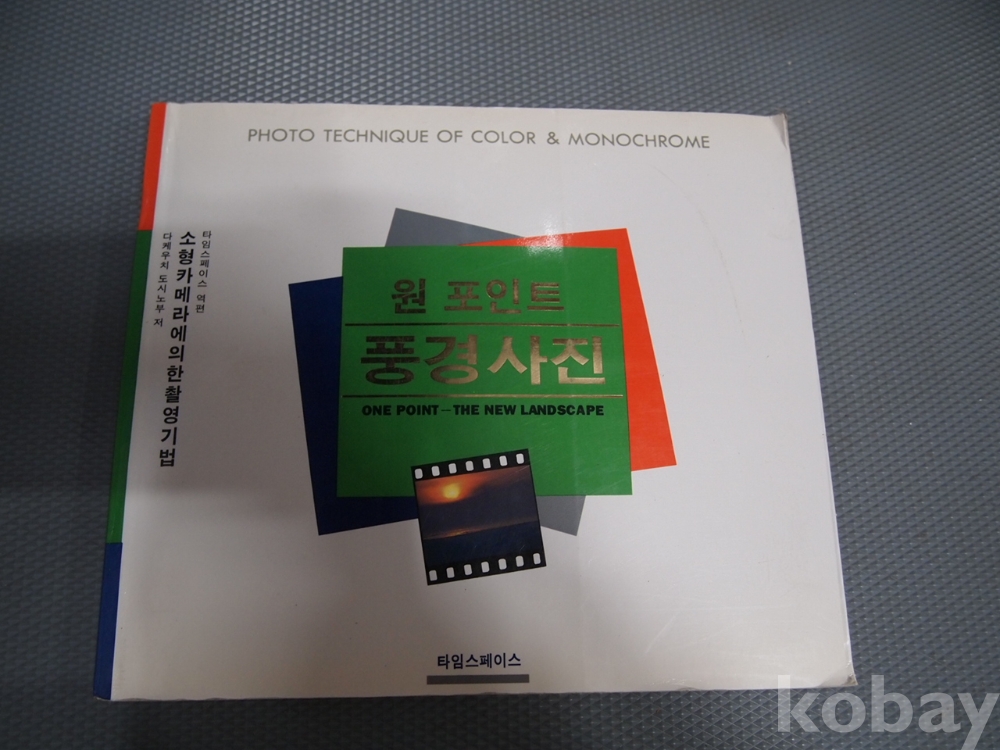 PHOTO TECHNIQUE OF COLOR & MONOCHROME
타임스페이스 역편
소형카메라에의한촬영기법
다케우치 도시노부 저
원 포인트
풍경사진
ONE POINT—THE NEW LANDSCAPE
타임스페이스
kobay